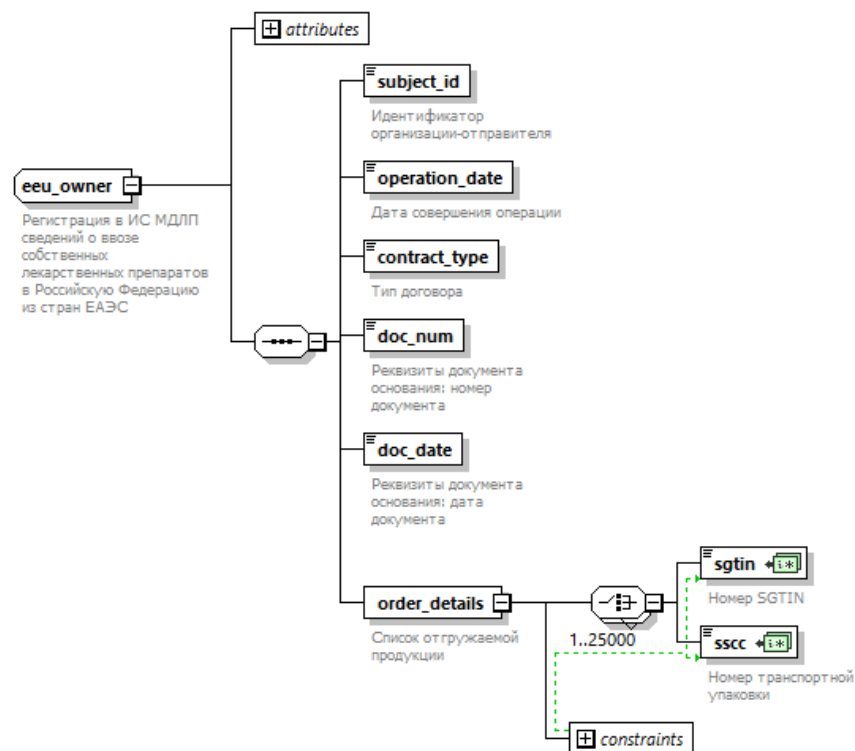 attributes
subject_id
Идентификатор
организации-отправителя
eeu_owner
Регистрация в ИС МДЛП
сведений о ввозе
собственных
лекарственных препаратов
в Российскую Федерацию
из стран ЕАЭС
operation_date
Дата совершения операции
contract_type
Тип договора
doc_num
Реквизиты документа
основания: номер
документа
doc_date
Реквизиты документа
основания: дата
документа
order_details
Список отгружаемой
продукции
1..25000
sgtin
Номер SGTIN
sscc
Номер транспортной
упаковки
constraints